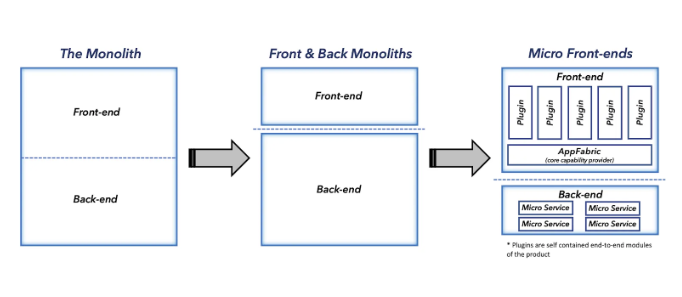 The Monolith
Front-end
Back-end
Front & Back Monoliths
Front-end
Back-end
Micro Front-ends
Front-end
Plugin
Plugin
Plugin
Plugin
Plugin
AppFabric
(core capability provider)
Back-end
Micro Service
Micro Service
Micro Service
Micro Service
* Plugins are self contained end-to-end modules
of the product